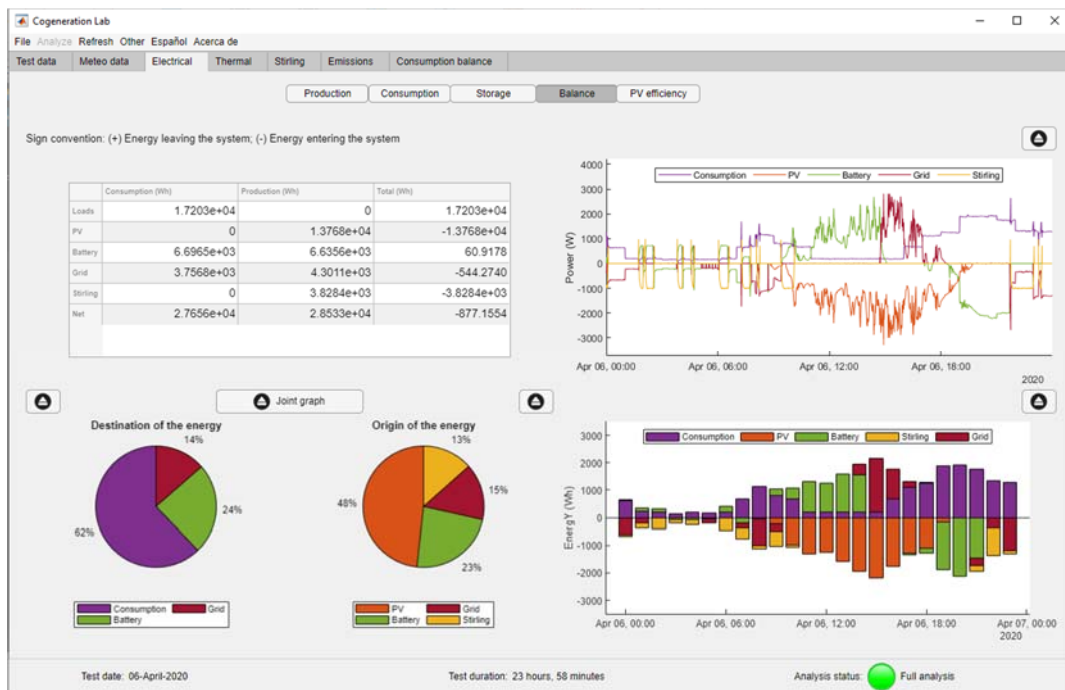 Cogeneration Lab
File Analyze Refresh Other Español Acerca de
Test data Meteo data Electrical Thermal Stirling Emissions Consumption balance
Production Consumption Storage Balance PV efficiency
Sign convention: (+) Energy leaving the system; (-) Energy entering the system
Consumption (Wh) Production (Wh) Total (Wh)
Loads 1.7203e+04 0 1.7203e+04
PV 0 1.3768e+04 -1.3768e+04
Battery 6.6965e+03 6.6356e+03 60.9178
Grid 3.7568e+03 4.3011e+03 -544.2740
Stirling 0 3.8284e+03 -3.8284e+03
Net 2.7656e+04 2.8533e+04 -877.1554
4000
3000
2000
1000
0
-1000
-2000
-3000
Power (W)
Consumption PV Battery Grid Stirling
Apr 06, 00:00 Apr 06, 06:00 Apr 06, 12:00 Apr 06, 18:00
2020
Joint graph
Destination of the energy
14%
24%
62%
Consumption Grid
Battery
Origin of the energy
13%
15%
48%
23%
PV Grid
Battery Stirling
Consumption PV Battery Stirling Grid
3000
2000
1000
0
-1000
-2000
-3000
EnergY (Wh)
Apr 06, 00:00 Apr 06, 06:00 Apr 06, 12:00 Apr 06, 18:00 Apr 07, 00:00
2020
Test date: 06-April-2020 Test duration: 23 hours, 58 minutes Analysis status: Full analysis